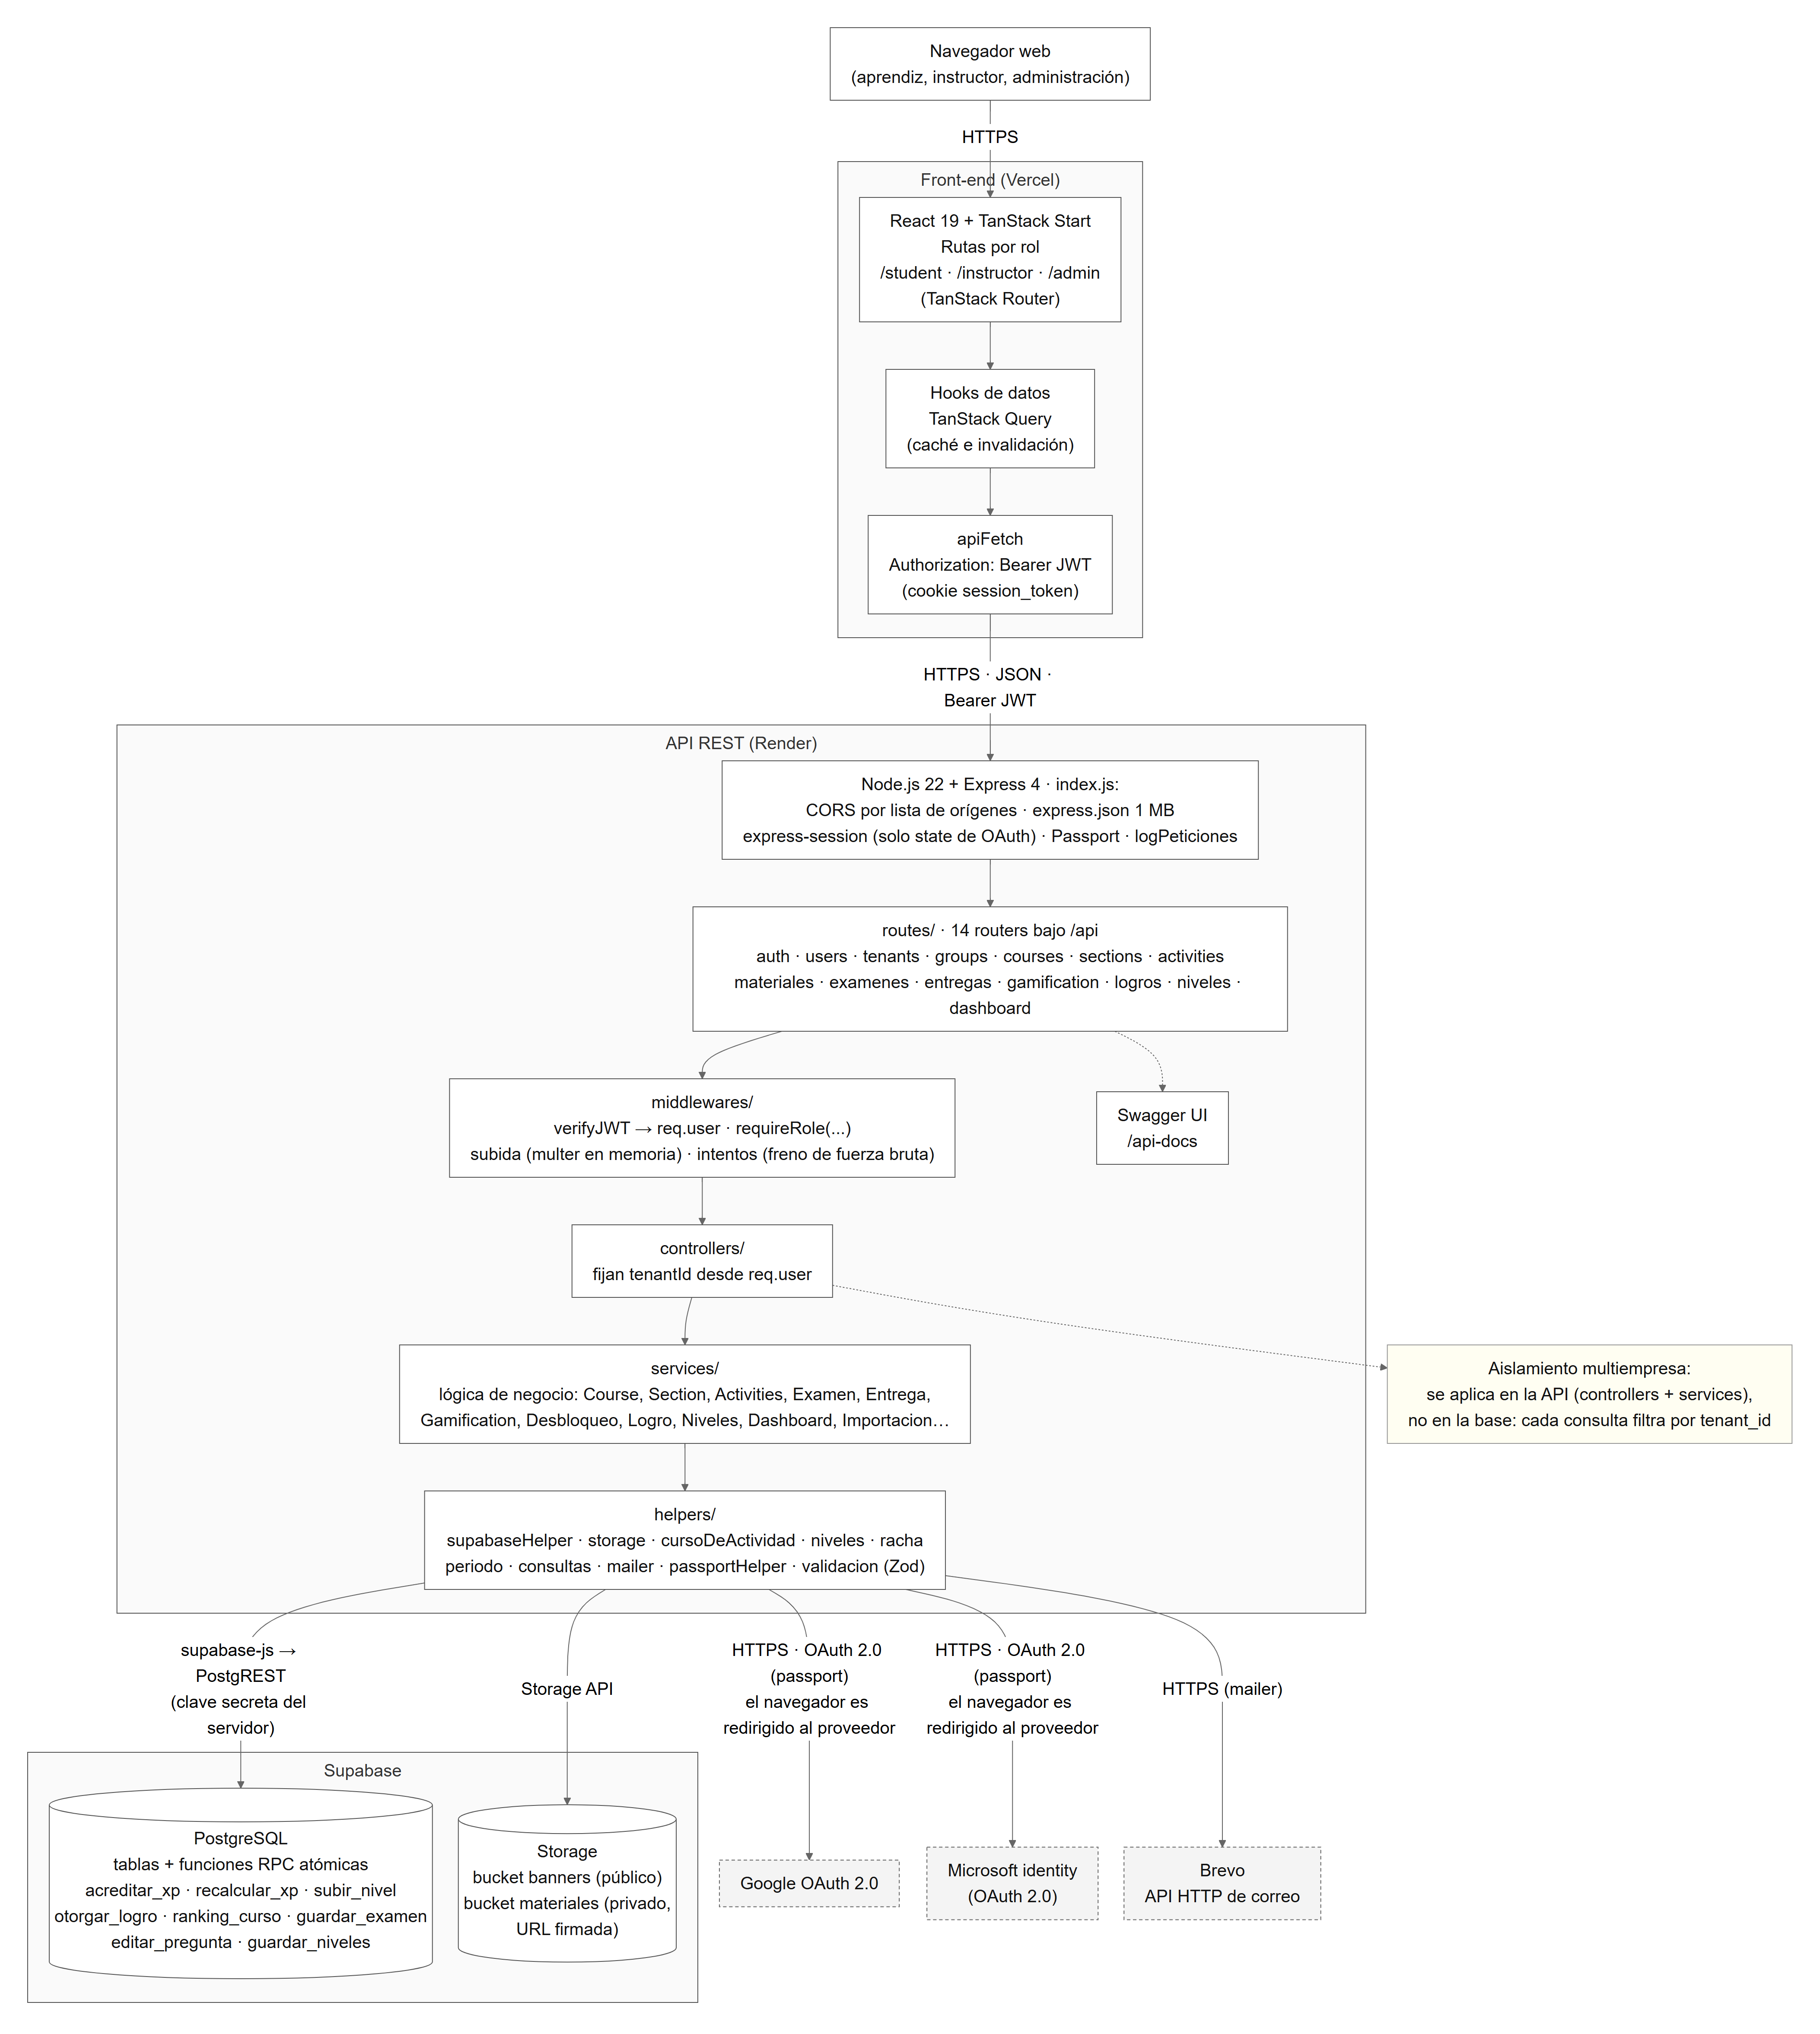 Navegador web
(aprendiz, instructor, administración)
HTTPS
Front-end (Vercel)
React 19 + TanStack Start
Rutas por rol
/student · /instructor · /admin
(TanStack Router)
Hooks de datos
TanStack Query
(caché e invalidación)
apiFetch
Authorization: Bearer JWT
(cookie session_token)
HTTPS · JSON ·
Bearer JWT
API REST (Render)
Node.js 22 + Express 4 · index.js:
CORS por lista de orígenes · express.json 1 MB
express-session (solo state de OAuth) · Passport · logPeticiones
routes/ · 14 routers bajo /api
auth · users · tenants · groups · courses · sections · activities
materiales · examenes · entregas · gamification · logros · niveles ·
dashboard
middlewares/
verifyJWT → req.user · requireRole(...)
subida (multer en memoria) · intentos (freno de fuerza bruta)
Swagger UI
/api-docs
controllers/
fijan tenantId desde req.user
services/
lógica de negocio: Course, Section, Activities, Examen, Entrega,
Gamification, Desbloqueo, Logro, Niveles, Dashboard, Importacion…
Aislamiento multiempresa:
se aplica en la API (controllers + services),
no en la base: cada consulta filtra por tenant_id
helpers/
supabaseHelper · storage · cursoDeActividad · niveles · racha
periodo · consultas · mailer · passportHelper · validacion (Zod)
supabase-js →
PostgREST
(clave secreta del
servidor)
Storage API
HTTPS · OAuth 2.0
(passport)
el navegador es
redirigido al proveedor
HTTPS · OAuth 2.0
(passport)
el navegador es
redirigido al proveedor
HTTPS (mailer)
Supabase
PostgreSQL
tablas + funciones RPC atómicas
acreditar_xp · recalcular_xp · subir_nivel
otorgar_logro · ranking_curso · guardar_examen
editar_pregunta · guardar_niveles
Storage
bucket banners (público)
bucket materiales (privado,
URL firmada)
Google OAuth 2.0
Microsoft identity
(OAuth 2.0)
Brevo
API HTTP de correo